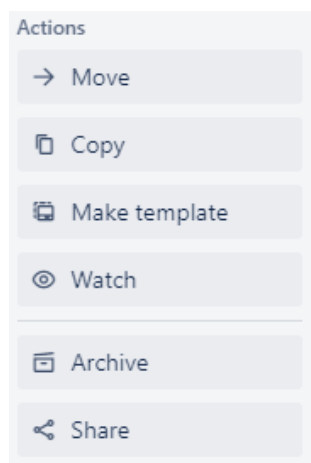 Actions
Move
Copy
Make template
Watch
Archive
Share